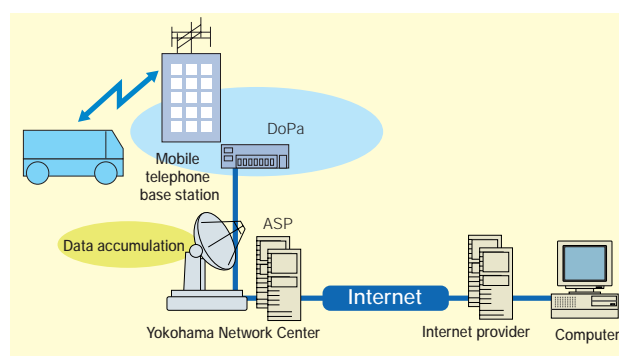 DoPa
Mobile
telephone
base station
Data accumulation
ASP
Internet
Yokohama Network Center
Internet provider
Computer